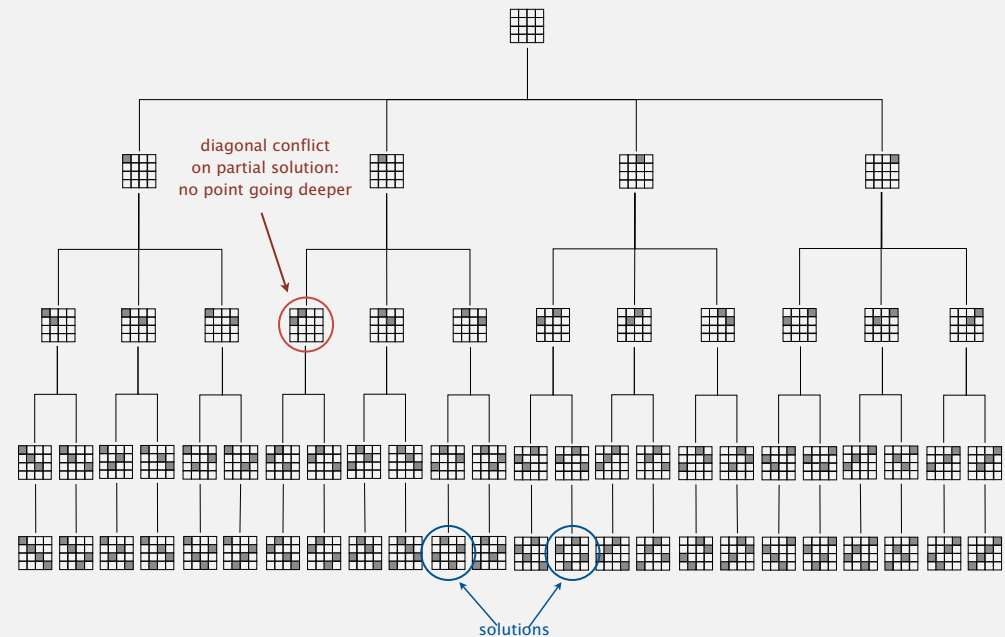 diagonal conflict
on partial solution:
no point going deeper
solutions